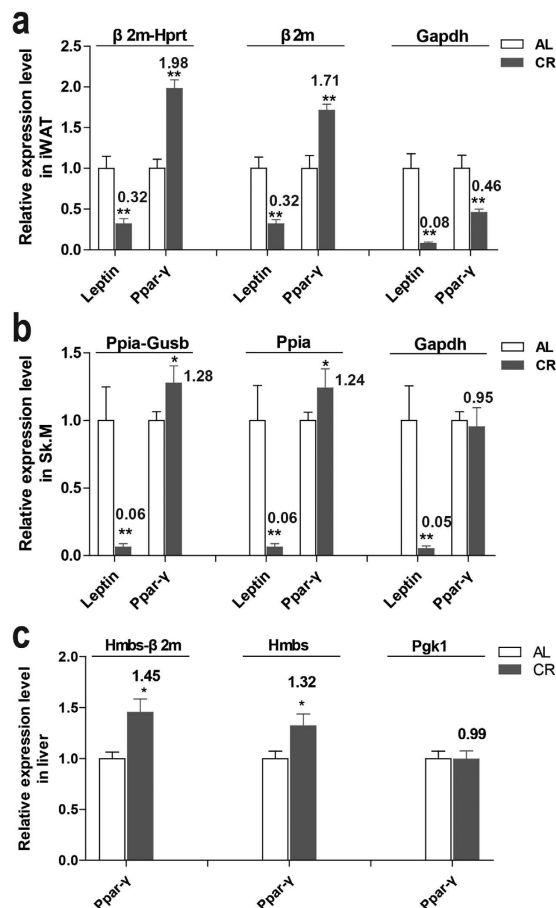 a
β 2m-Hprt β2m Gapdh
AL
CR
Relative expression level
in iWAT
2.5
2.0
1.5
1.0
0.5
0.0
0.32
**
1.98
**
0.32
**
1.71
**
0.08
**
0.46
**
Leptin Ppar-γ Leptin Ppar-γ Leptin Ppar-γ
b
Ppia-Gusb Ppia Gapdh
AL
CR
Relative expression level
in Sk.M
1.5
1.0
0.5
0.0
0.06
**
*
1.28
0.06
**
*
1.24
0.05
**
0.95
Leptin Ppar-γ Leptin Ppar-γ Leptin Ppar-γ
c
Hmbs-β 2m Hmbs Pgk1
AL
CR
Relative expression level
in liver
2.0
1.5
1.0
0.5
0.0
1.45
*
1.32
*
0.99
Ppar-γ Ppar-γ Ppar-γ